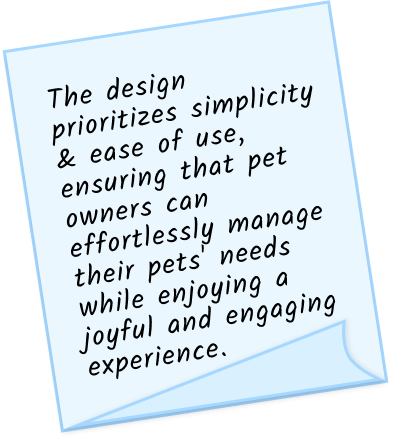 The design
prioritizes simplicity
& ease of use,
ensuring that pet
owners can
effortlessly manage
their pets' needs
while enjoying a
joyful and engaging
experience.